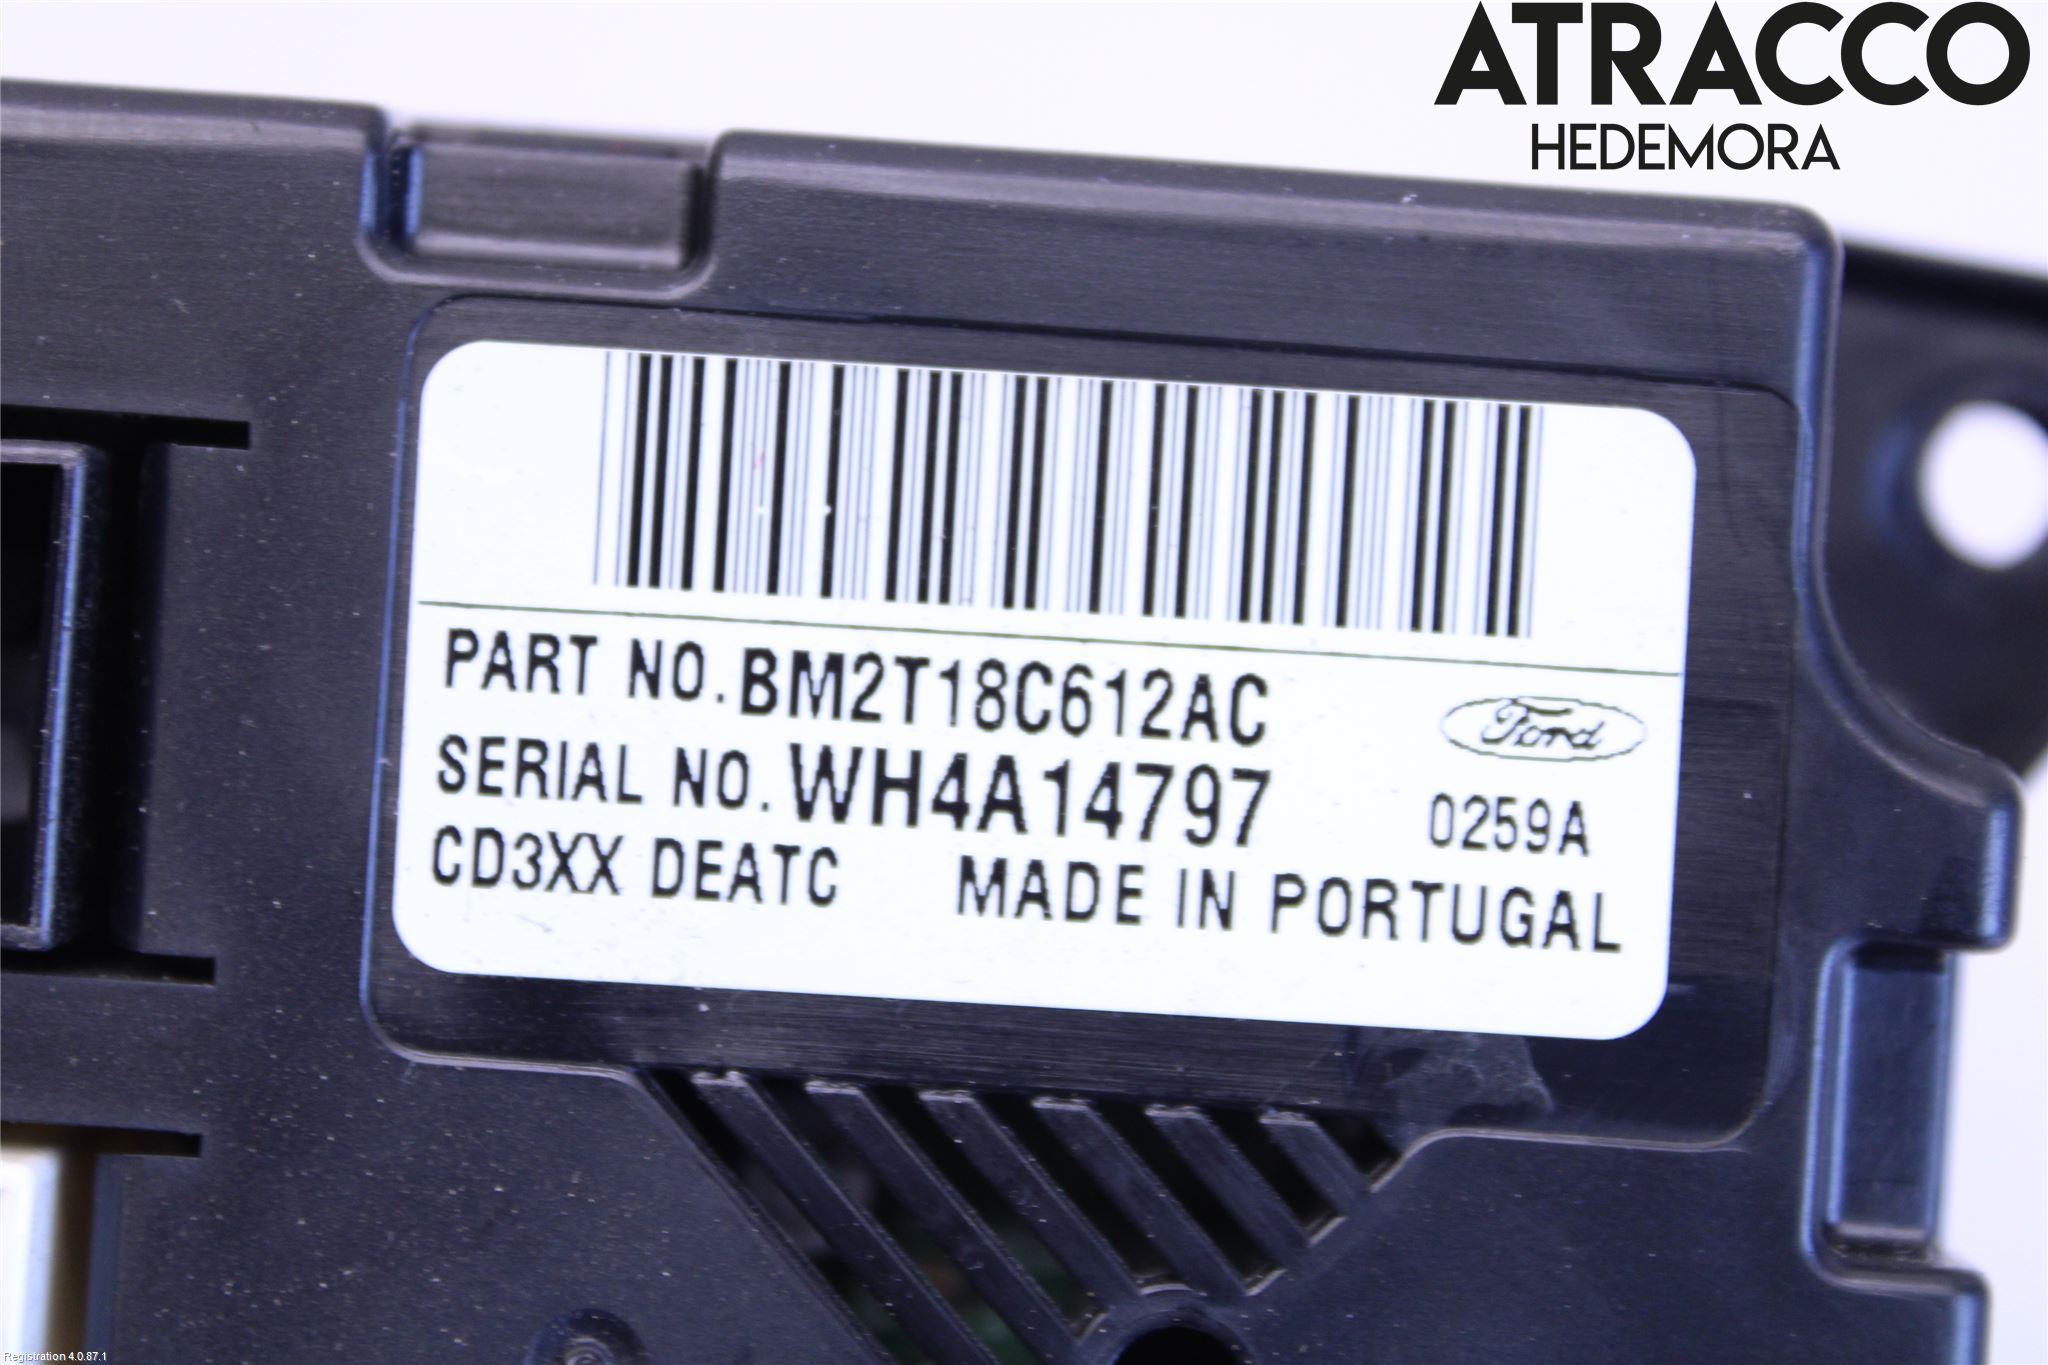 ATRACCO
HEDEMORA
PART NO. BM2T18C612AC
Ford
SERIAL NO. WH4A14797
0259A
CD3XX DEATC MADE IN PORTUGAL
Registration 4.0.87.1